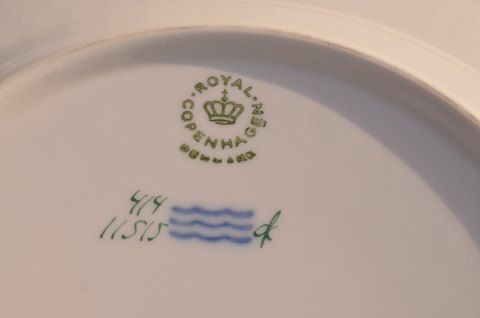 ROYAL
COPENHAGEN
DENMARK
414
11515